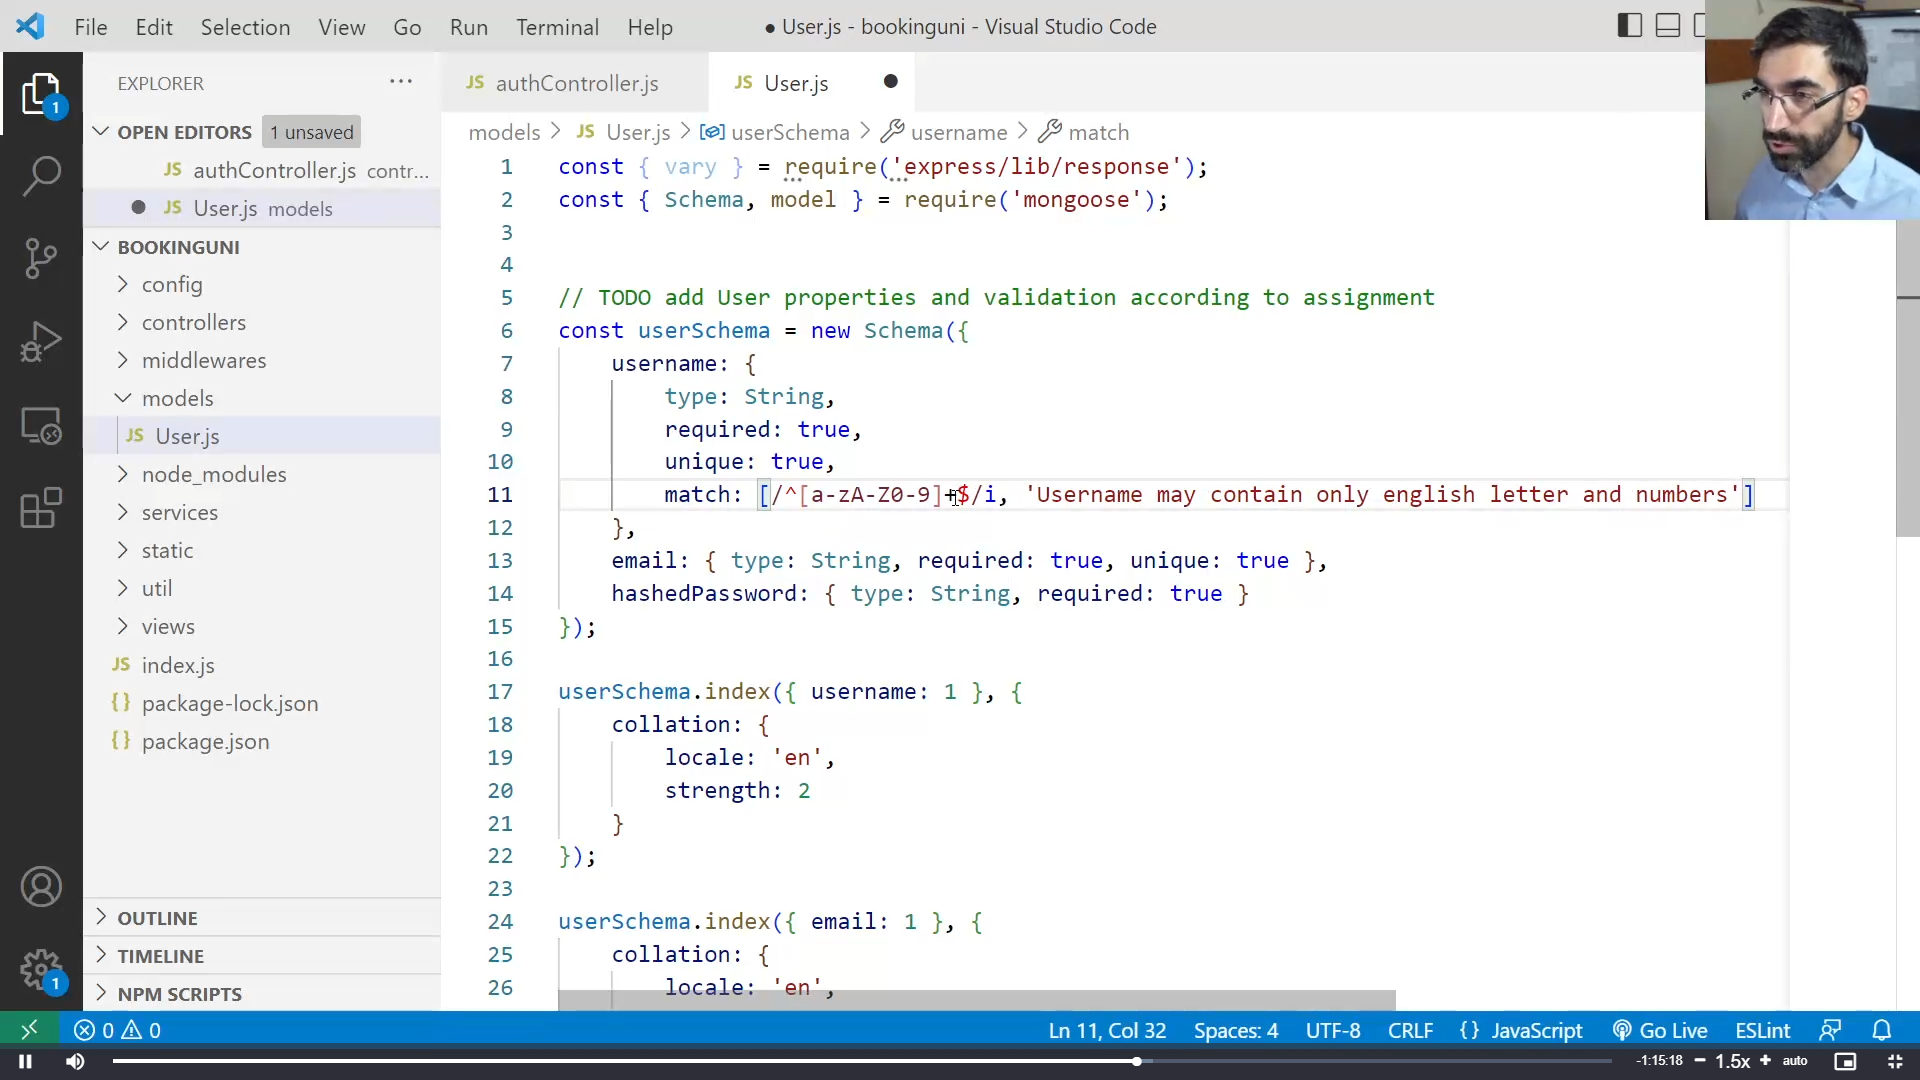 File Edit Selection View Go Run Terminal Help
● User.js - bookinguni - Visual Studio Code
EXPLORER ···
OPEN EDITORS 1 unsaved
JS authController.js contr...
● JS User.js models
BOOKINGUNI
config
controllers
middlewares
models
JS User.js
node_modules
services
static
util
views
JS index.js
{} package-lock.json
{} package.json
OUTLINE
TIMELINE
NPM SCRIPTS
1
1
JS authController.js
JS User.js ●
models > JS User.js > userSchema > username > match
1 const { vary } = require('express/lib/response');
2 const { Schema, model } = require('mongoose');
3
4
5 // TODO add User properties and validation according to assignment
6 const userSchema = new Schema({
7 username: {
8 type: String,
9 required: true,
10 unique: true,
11 match: [/^[a-zA-Z0-9]+$/i, 'Username may contain only english letter and numbers']
12 },
13 email: { type: String, required: true, unique: true },
14 hashedPassword: { type: String, required: true }
15 });
16
17 userSchema.index({ username: 1 }, {
18 collation: {
19 locale: 'en',
20 strength: 2
21 }
22 });
23
24 userSchema.index({ email: 1 }, {
25 collation: {
26 locale: 'en',
0 0
Ln 11, Col 32 Spaces: 4 UTF-8 CRLF {} JavaScript Go Live ESLint
-1:15:18 − 1.5x + auto